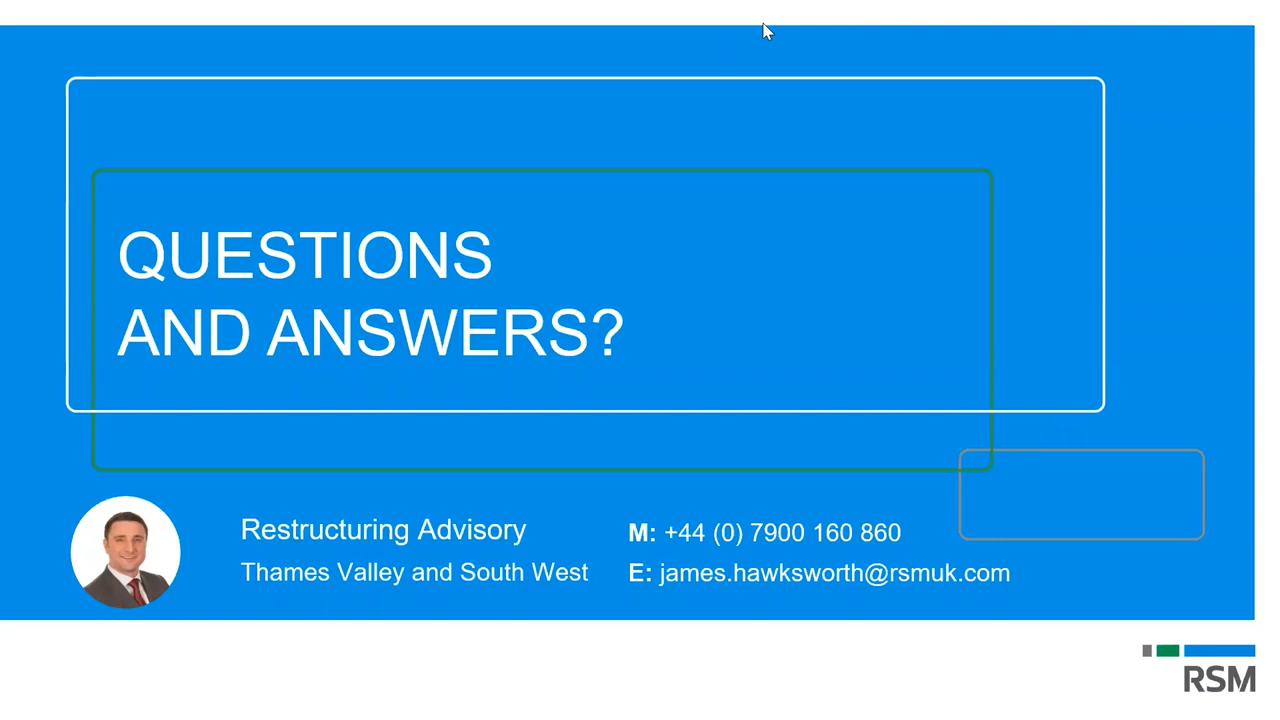 QUESTIONS
AND ANSWERS?
Restructuring Advisory
Thames Valley and South West
M: +44 (0) 7900 160 860
E: james.hawksworth@rsmuk.com
RSM